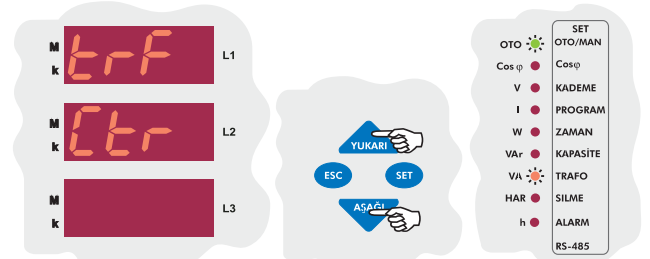 M
k
trF
L1
M
k
Ctr
L2
M
k
L3
YUKARI
ESC
SET
AŞAĞI
SET
OTO
OTO/MAN
Cos φ
Cosφ
V
KADEME
I
PROGRAM
W
ZAMAN
VAr
KAPASİTE
VA
TRAFO
HAR
SILME
h
ALARM
RS-485